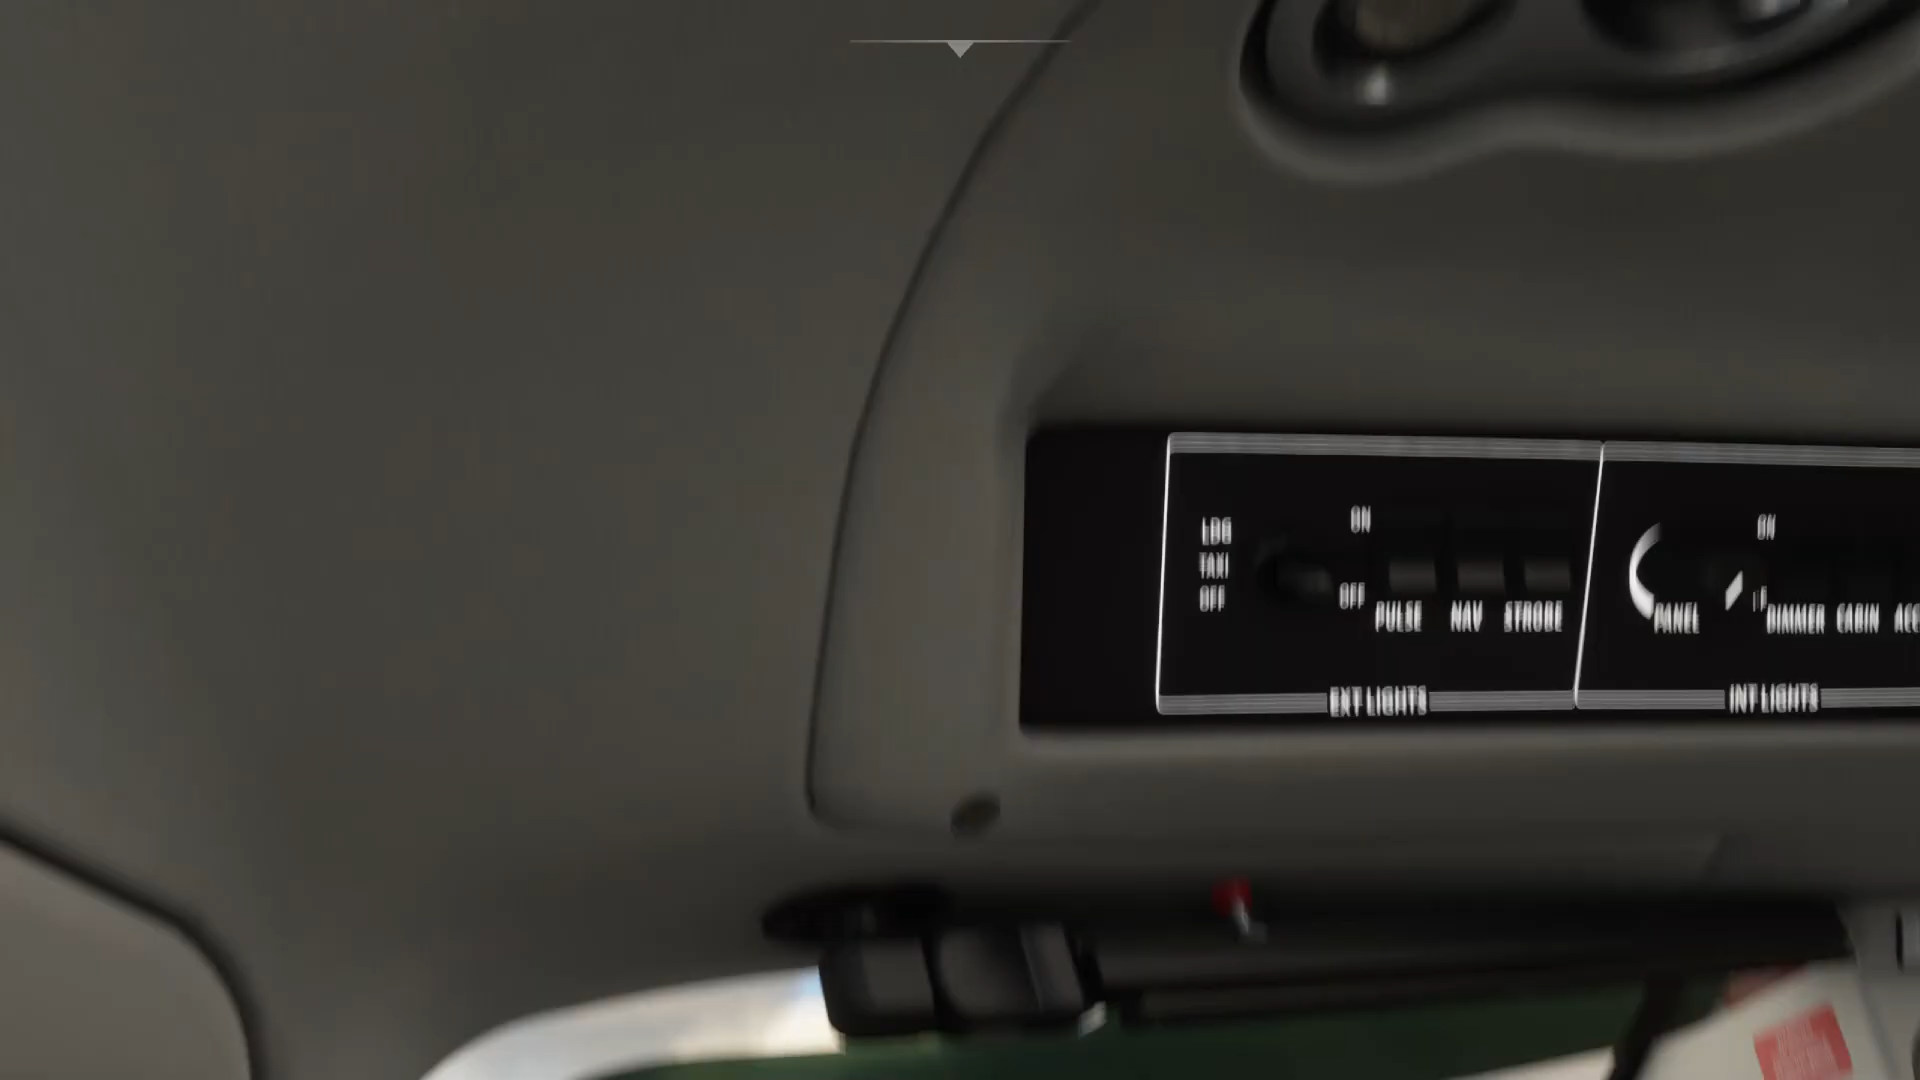 LDG
TAXI
OFF
ON
OFF
PULSE NAV STROBE
EXT LIGHTS
ON
PANEL
DIMMER CABIN
INT LIGHTS